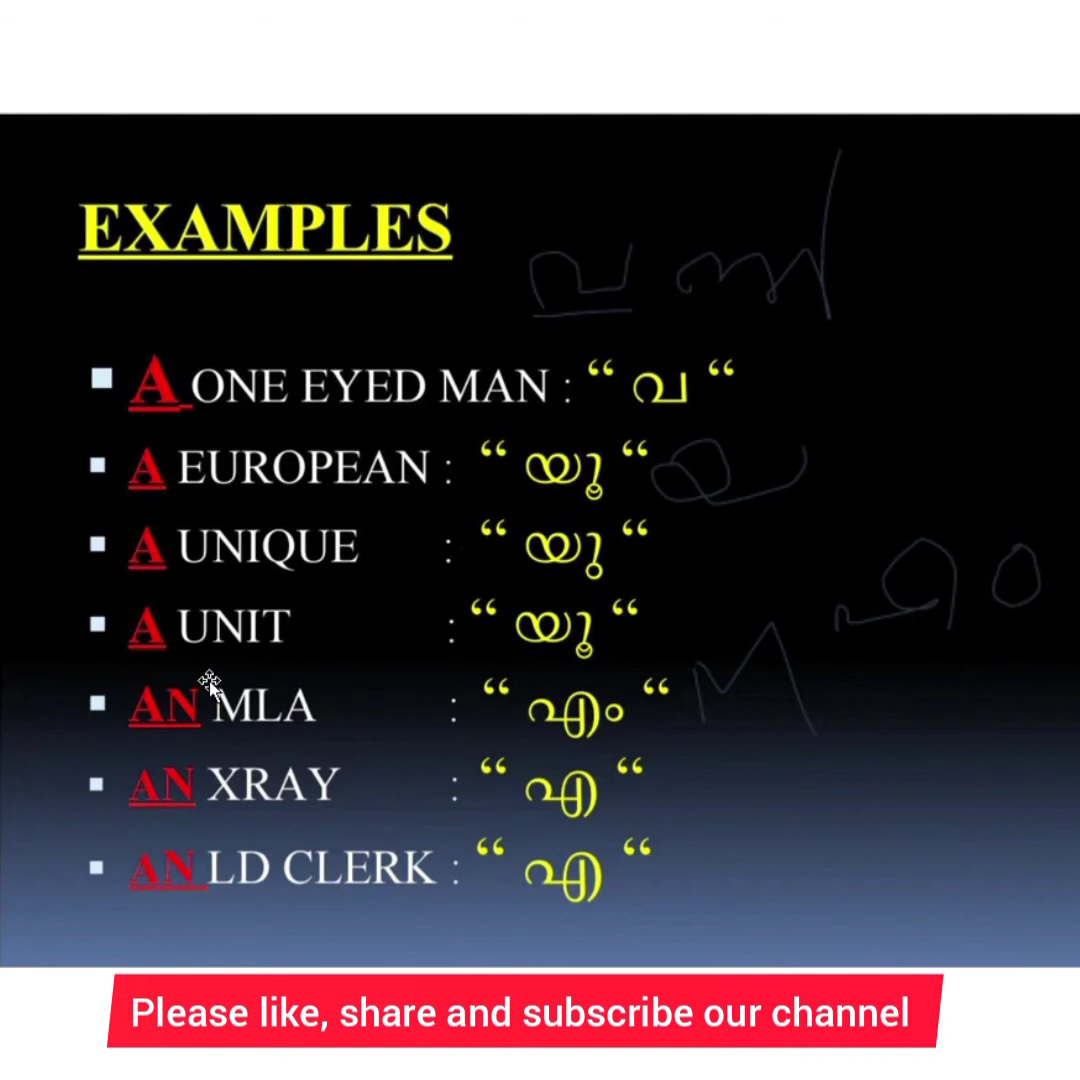 EXAMPLES
വൺ
▪ A ONE EYED MAN : “ വ “
▪ A EUROPEAN : “ യൂ “
▪ A UNIQUE : “ യു “
▪ A UNIT : “ യൂ “
എം
M
▪ AN MLA : “ എം “
▪ AN XRAY : “ എ “
▪ AN LD CLERK : “ എ “
Please like, share and subscribe our channel